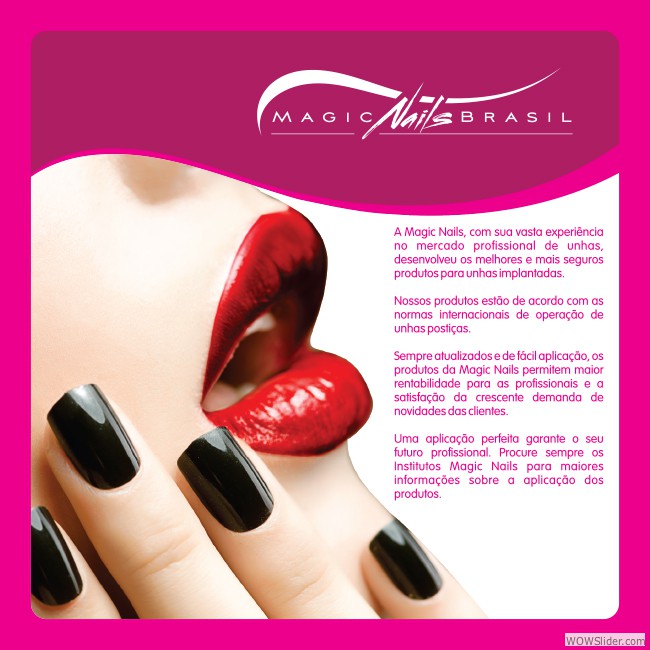 MAGIC Nails BRASIL
A Magic Nails, com sua vasta experiência
no mercado profissional de unhas,
desenvolveu os melhores e mais seguros
produtos para unhas implantadas.
Nossos produtos estão de acordo com as
normas internacionais de operação de
unhas postiças.
Sempre atualizados e de fácil aplicação, os
produtos da Magic Nails permitem maior
rentabilidade para as profissionais e a
satisfação da crescente demanda de
novidades das clientes.
Uma aplicação perfeita garante o seu
futuro profissional. Procure sempre os
Institutos Magic Nails para maiores
informações sobre a aplicação dos
produtos.
WOWSlider.com